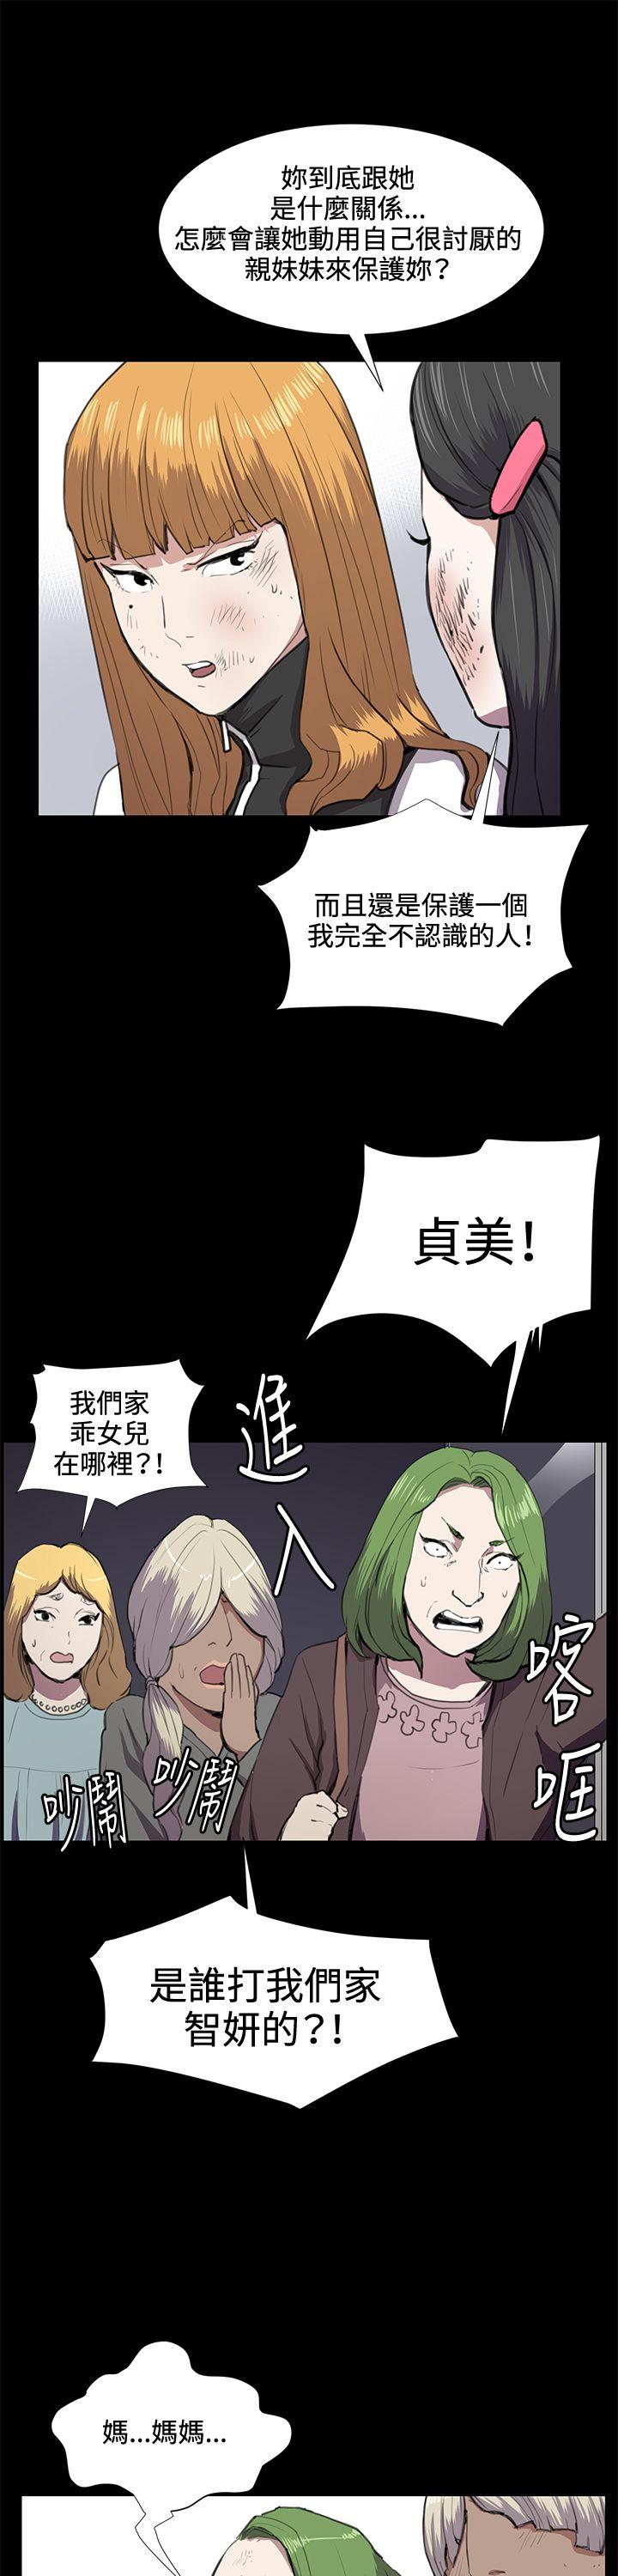 妳到底跟她
是什麼關係...
怎麼會讓她動用自己很討厭的
親妹妹來保護妳？
而且還是保護一個
我完全不認識的人！
貞美！
我們家
乖女兒
在哪裡？！
進入
喀哐
吵鬧
吵鬧
是誰打我們家
智妍的？！
媽...媽媽...